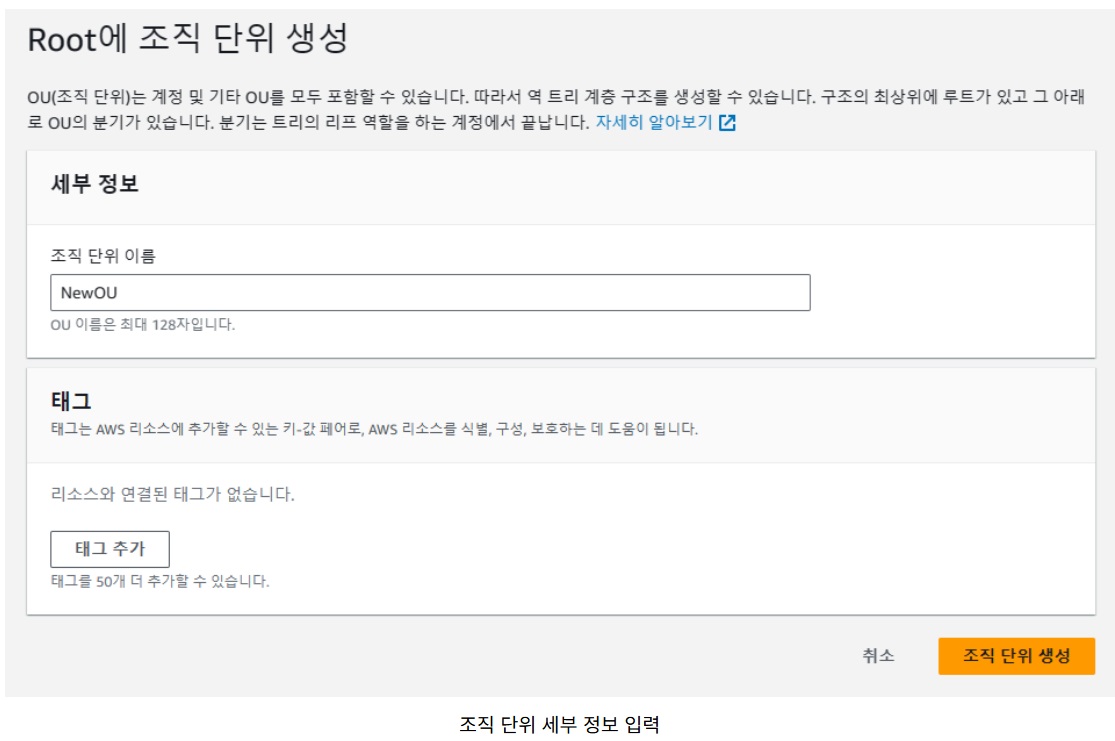 Root에 조직 단위 생성
OU(조직 단위)는 계정 및 기타 OU를 모두 포함할 수 있습니다. 따라서 역 트리 계층 구조를 생성할 수 있습니다. 구조의 최상위에 루트가 있고 그 아래
로 OU의 분기가 있습니다. 분기는 트리의 리프 역할을 하는 계정에서 끝납니다. 자세히 알아보기
세부 정보
조직 단위 이름
NewOU
OU 이름은 최대 128자입니다.
태그
태그는 AWS 리소스에 추가할 수 있는 키-값 페어로, AWS 리소스를 식별, 구성, 보호하는 데 도움이 됩니다.
리소스와 연결된 태그가 없습니다.
태그 추가
태그를 50개 더 추가할 수 있습니다.
취소
조직 단위 생성
조직 단위 세부 정보 입력